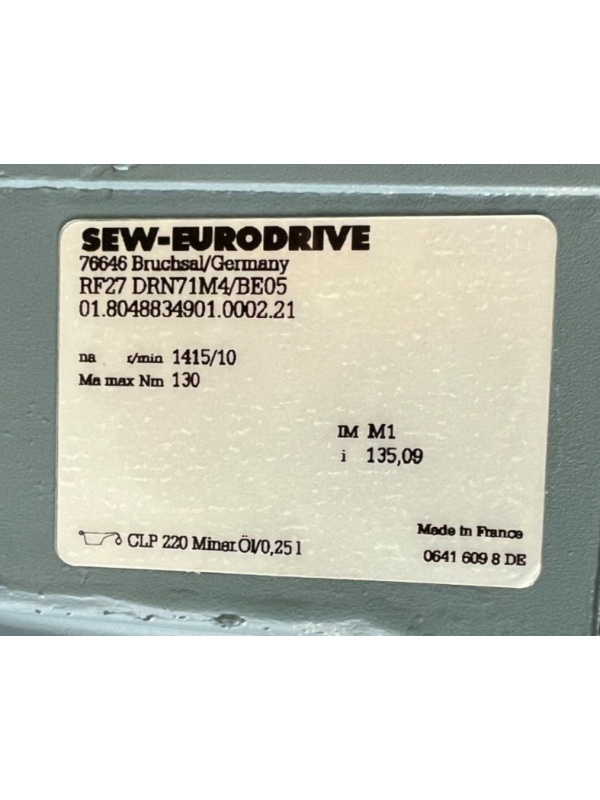 SEW-EURODRIVE
76646 Bruchsal/Germany
RF27 DRN71M4/BE05
01.8048834901.0002.21
na r/min 1415/10
Ma max Nm 130
IM M1
i 135,09
CLP 220 Miner.Öl/0,25 l
Made in France
0641 609 8 DE